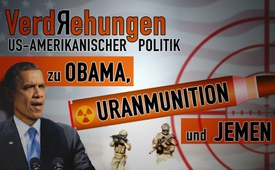 VerdRehungen
US-AMERIKANISCHER POLITIK
zu OBAMA,
URANMUNITION
und JEMEN